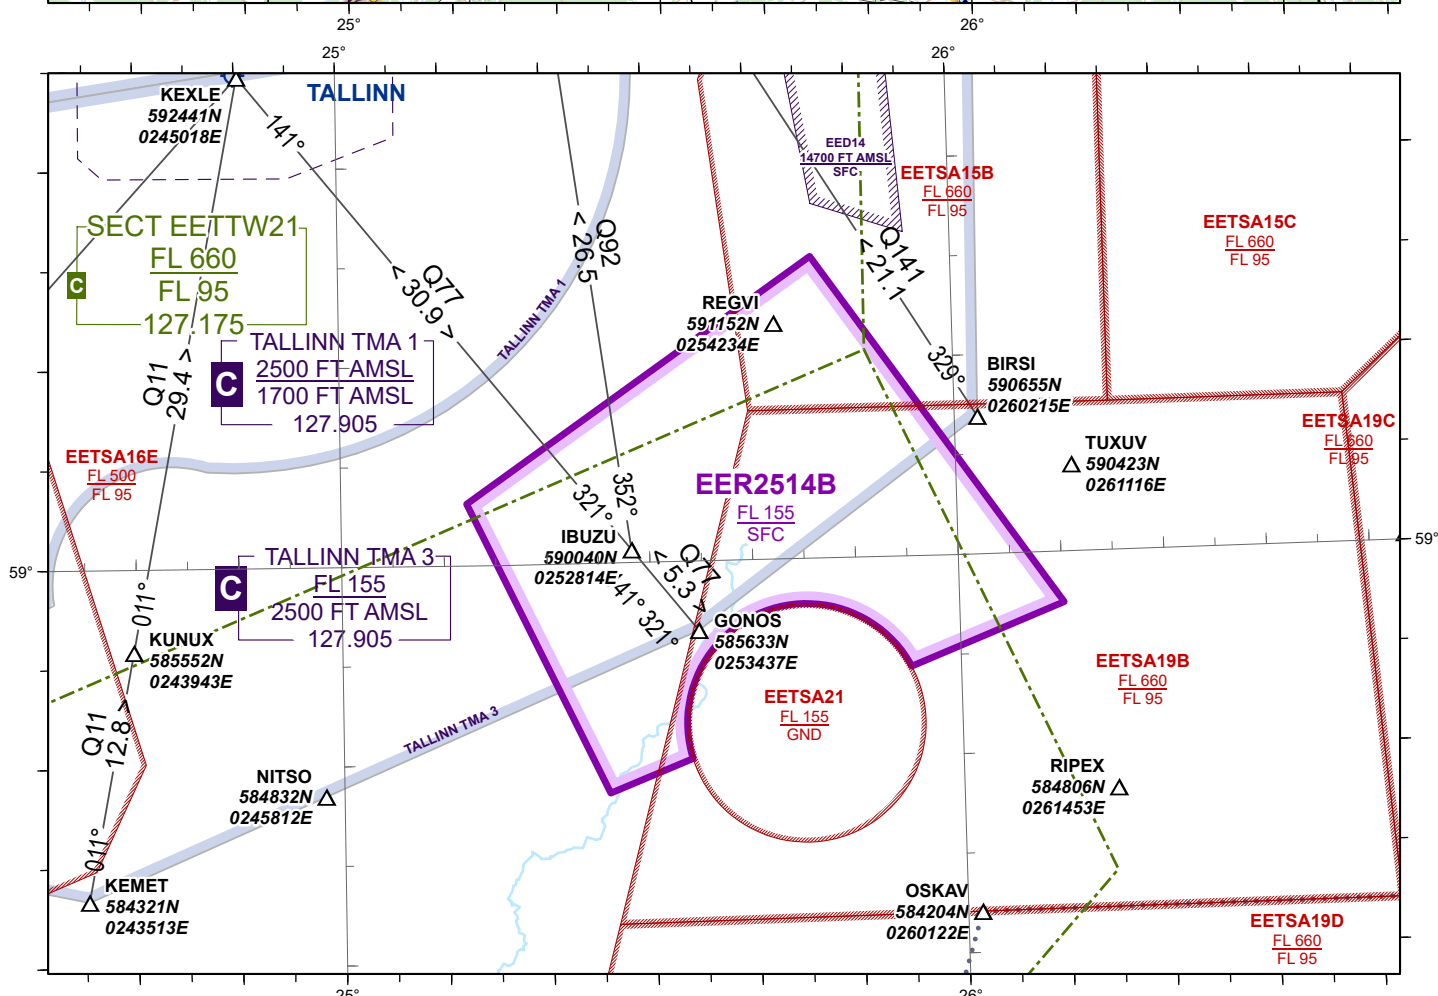 25°
26°
25°
26°
TALLINN
KEXLE
592441N
0245018E
141°
EED14
14700 FT AMSL
SFC
EETSA15B
FL 660
FL 95
EETSA15C
FL 660
FL 95
SECT EETTW21
FL 660
FL 95
127.175
C
Q77
< 30.9 >
Q92
< 26.5
Q141
< 21.1
TALLINN TMA 1
REGVI
591152N
0254234E
C
TALLINN TMA 1
2500 FT AMSL
1700 FT AMSL
127.905
Q11
29.4 >
329°
BIRSI
590655N
0260215E
EETSA16E
FL 500
FL 95
EETSA19C
FL 660
FL 95
TUXUV
590423N
0261116E
EER2514B
FL 155
SFC
352°
321°
IBUZU
590040N
0252814E
59°
59°
Q77
< 5.3 >
141°
321°
C
TALLINN TMA 3
FL 155
2500 FT AMSL
127.905
011°
KUNUX
585552N
0243943E
GONOS
585633N
0253437E
EETSA19B
FL 660
FL 95
EETSA21
FL 155
GND
Q11
12.8 >
TALLINN TMA 3
NITSO
584832N
0245812E
RIPEX
584806N
0261453E
011°
KEMET
584321N
0243513E
OSKAV
584204N
0260122E
EETSA19D
FL 660
FL 95
25°
26°